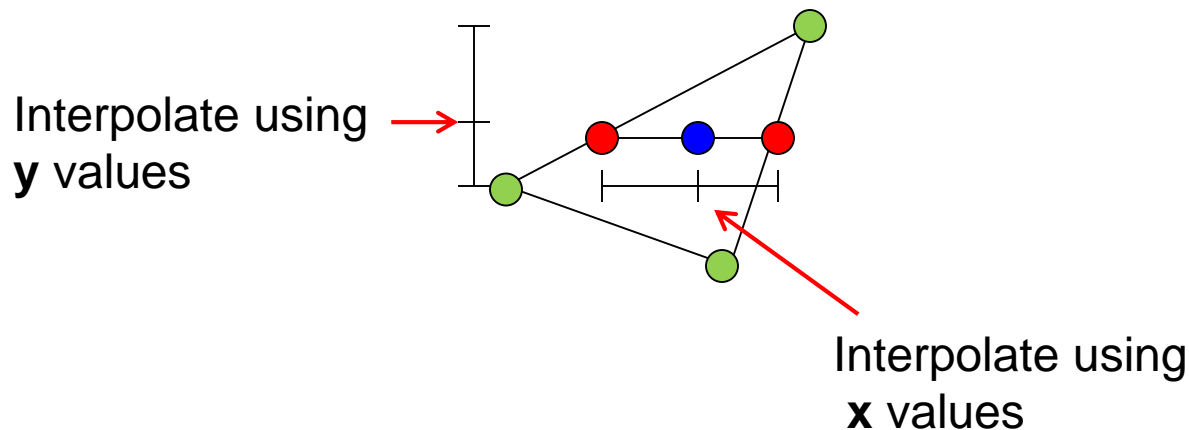 Interpolate using
y values
Interpolate using
x values